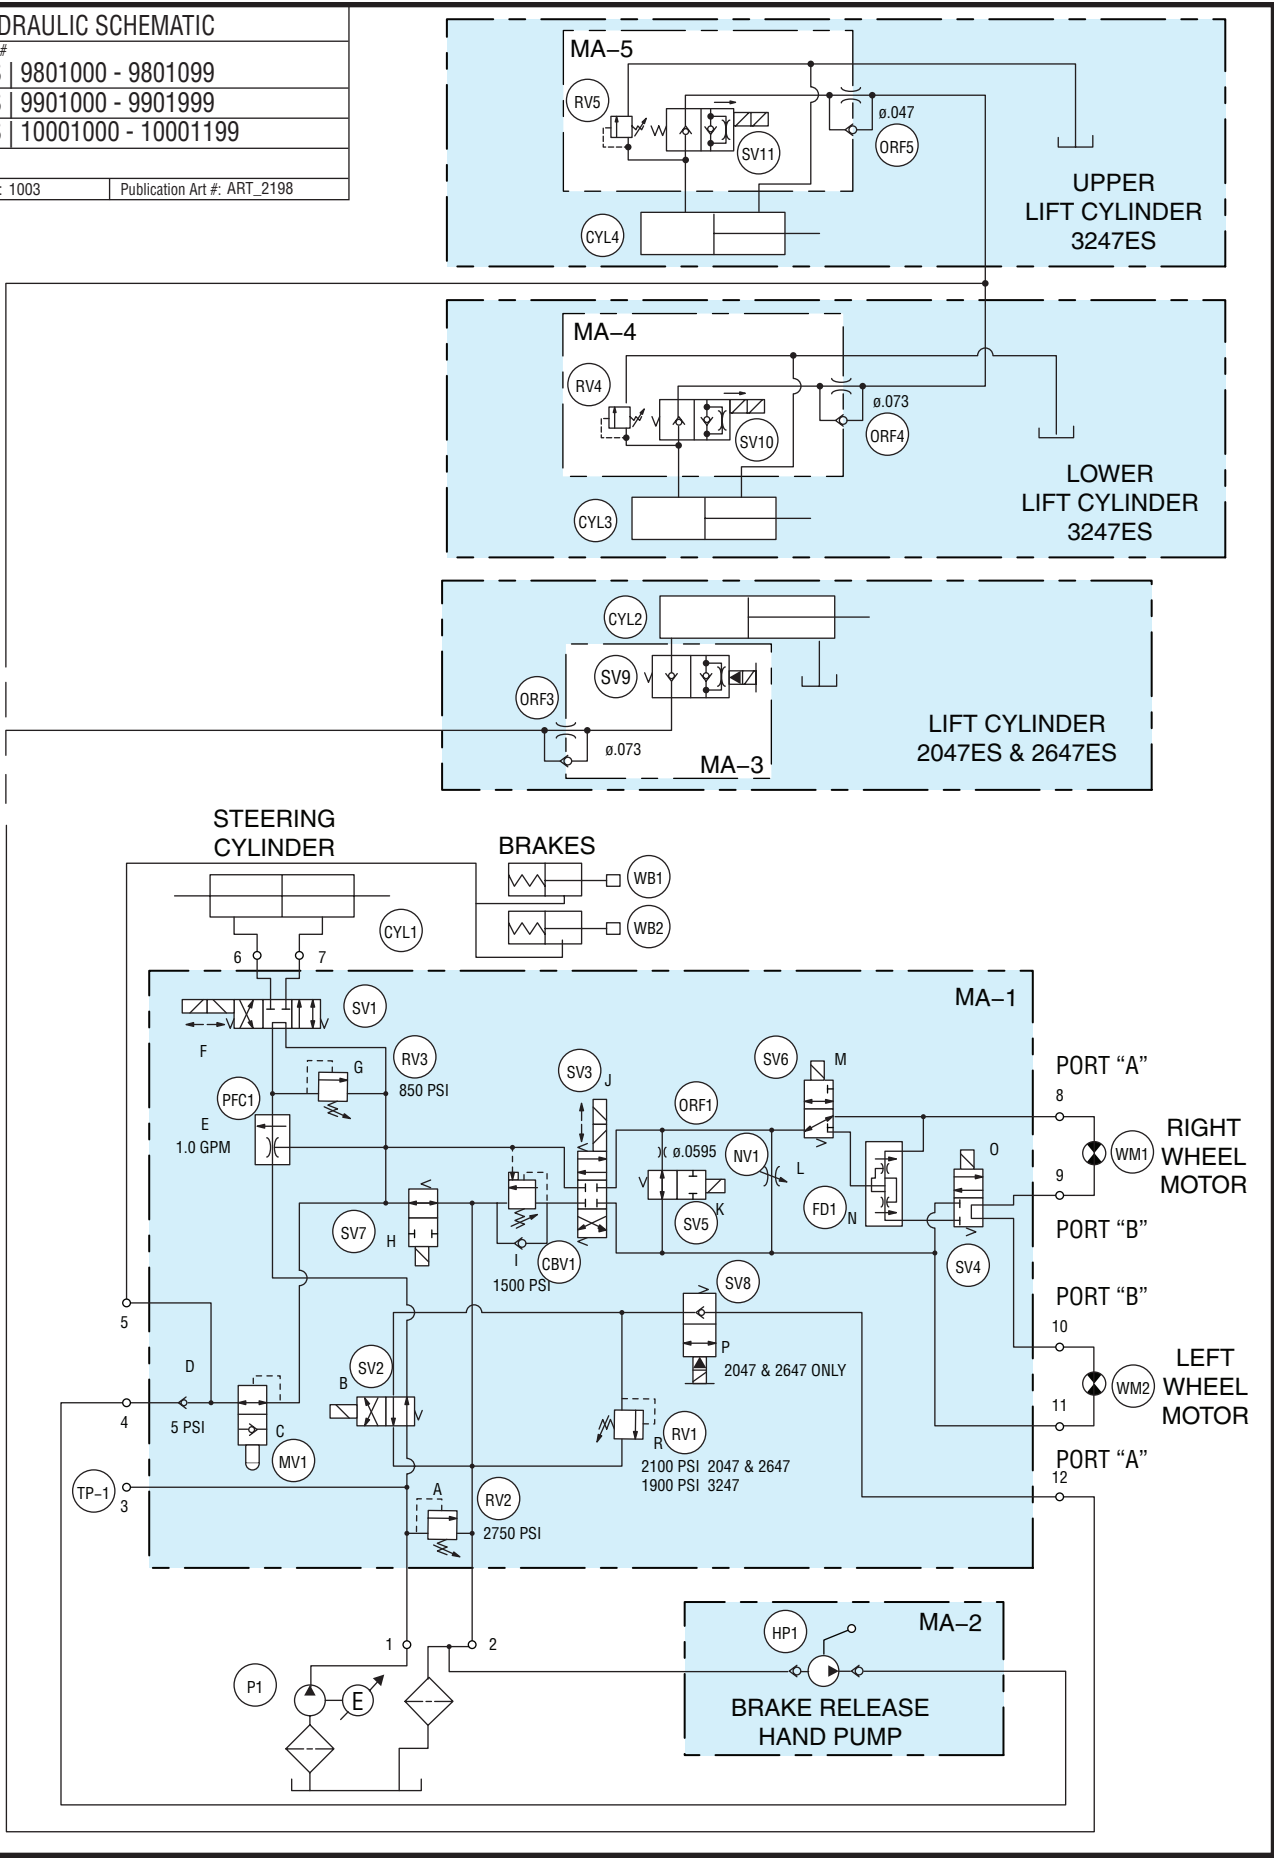 DRAULIC SCHEMATIC
#
| 9801000 - 9801099
| 9901000 - 9901999
| 10001000 - 10001199
: 1003
Publication Art #: ART_2198
MA-5
RV5
SV11
ø.047
ORF5
CYL4
UPPER
LIFT CYLINDER
3247ES
MA-4
RV4
SV10
ø.073
ORF4
CYL3
LOWER
LIFT CYLINDER
3247ES
CYL2
SV9
ORF3
ø.073
MA-3
LIFT CYLINDER
2047ES & 2647ES
STEERING
CYLINDER
BRAKES
WB1
WB2
CYL1
6
7
MA-1
SV1
F
RV3
850 PSI
G
PFC1
E
1.0 GPM
SV3
J
ORF1
ø.0595
NV1
L
SV6
M
PORT "A"
8
RIGHT
WHEEL
MOTOR
WM1
O
9
PORT "B"
SV7
H
I
CBV1
1500 PSI
SV5
K
FD1
N
SV4
SV8
P
2047 & 2647 ONLY
PORT "B"
10
LEFT
WHEEL
MOTOR
WM2
11
PORT "A"
12
5
D
4
5 PSI
C
MV1
SV2
B
R
RV1
2100 PSI 2047 & 2647
1900 PSI 3247
TP-1
3
A
RV2
2750 PSI
1
2
P1
E
HP1
MA-2
BRAKE RELEASE
HAND PUMP